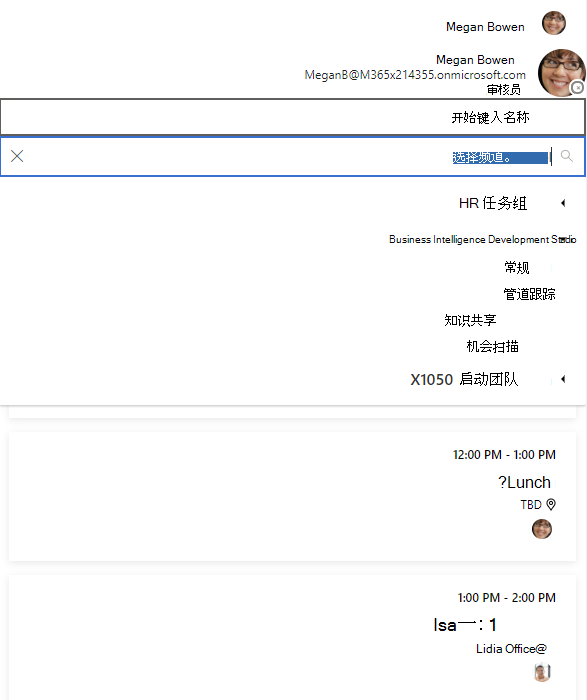 Megan Bowen
Megan Bowen
MeganB@M365x214355.onmicrosoft.com
审核员
开始键入名称
选择频道。
HR 任务组
Business Intelligence Development Studio
常规
管道跟踪
知识共享
机会扫描
X1050 启动团队
12:00 PM - 1:00 PM
?Lunch
TBD
1:00 PM - 2:00 PM
Isa一: 1
Lidia Office@